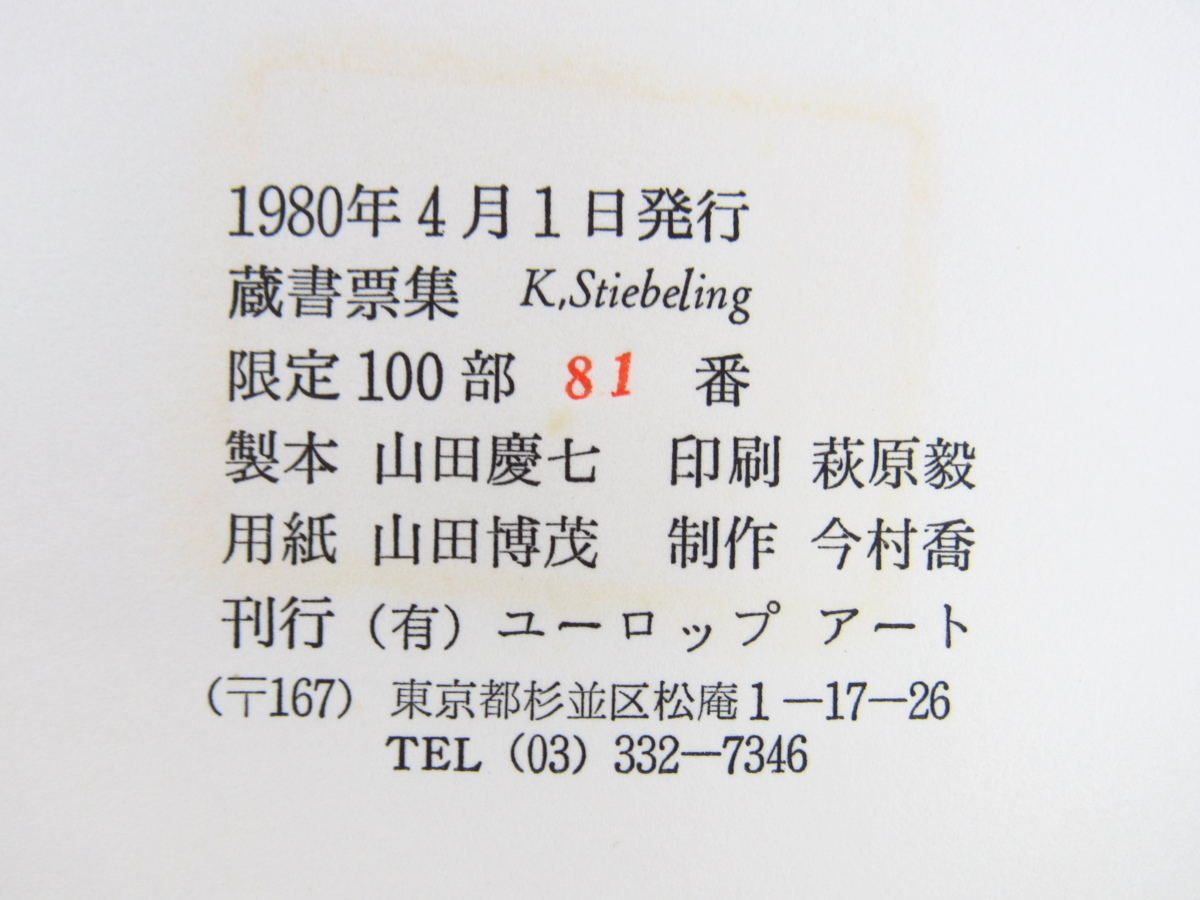 1980年4月1日発行
蔵書票集 K,Stiebeling
限定100部 81 番
製本 山田慶七 印刷 萩原毅
用紙 山田博茂 制作 今村喬
刊行 (有) ユーロップ アート
(〒167) 東京都杉並区松庵1―17―26
TEL (03) 332―7346